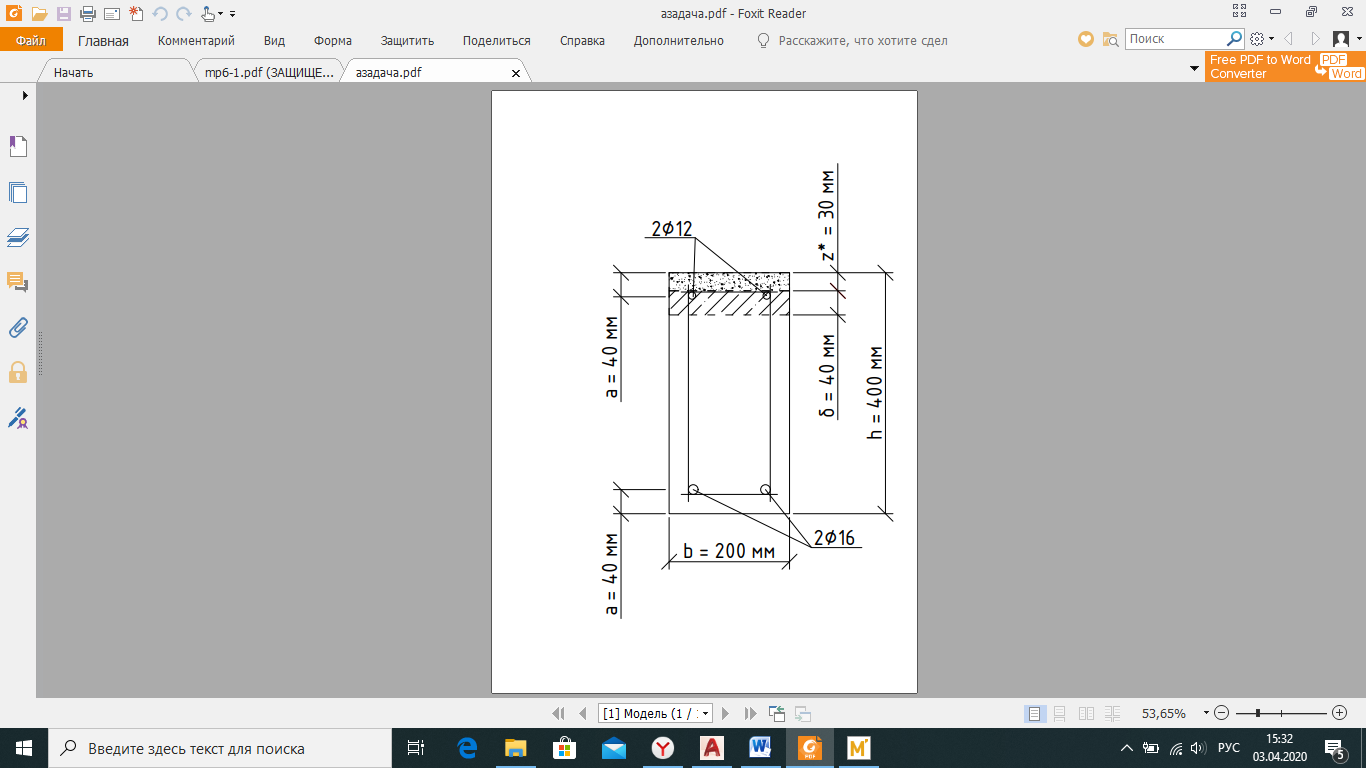 азадача.pdf - Foxit Reader
Файл Главная Комментарий Вид Форма Защитить Поделиться Справка Дополнительно Расскажите, что хотите сдел Поиск
Начать mp6-1.pdf (ЗАЩИЩЕ... азадача.pdf
Free PDF to Word Converter
PDF
Word
2Ø12
z* = 30 мм
a = 40 мм
δ = 40 мм
h = 400 мм
a = 40 мм
b = 200 мм
2Ø16
[1] Модель (1 /
53,65%
Введите здесь текст для поиска
W
PDF
M
РУС
15:32
03.04.2020
5